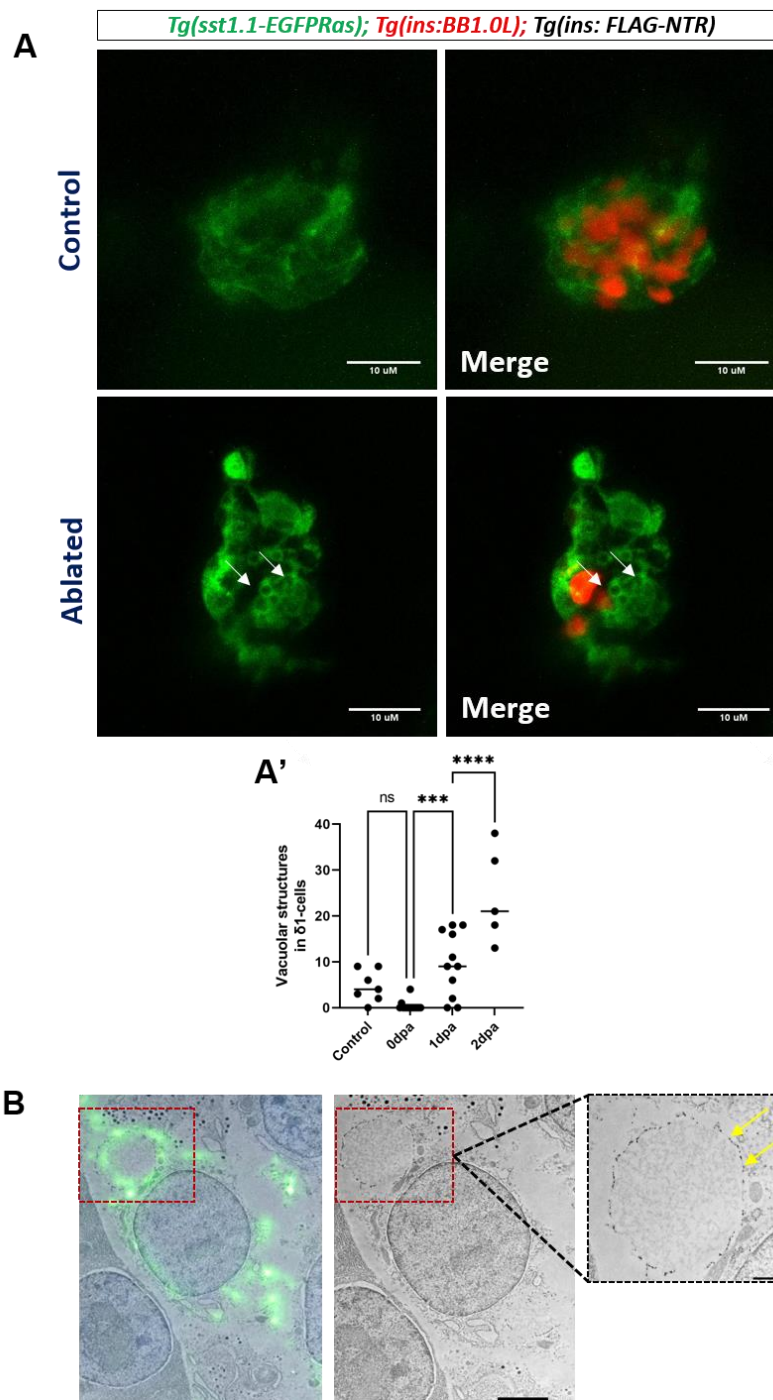 Tg(sst1.1-EGFPRas); Tg(ins:BB1.0L); Tg(ins: FLAG-NTR)
A
Control
10 uM
Merge
10 uM
Ablated
10 uM
Merge
10 uM
A'
ns
***
****
Vacuolar structures
in δ1-cells
40
30
20
10
0
Control
0dpa
1dpa
2dpa
B